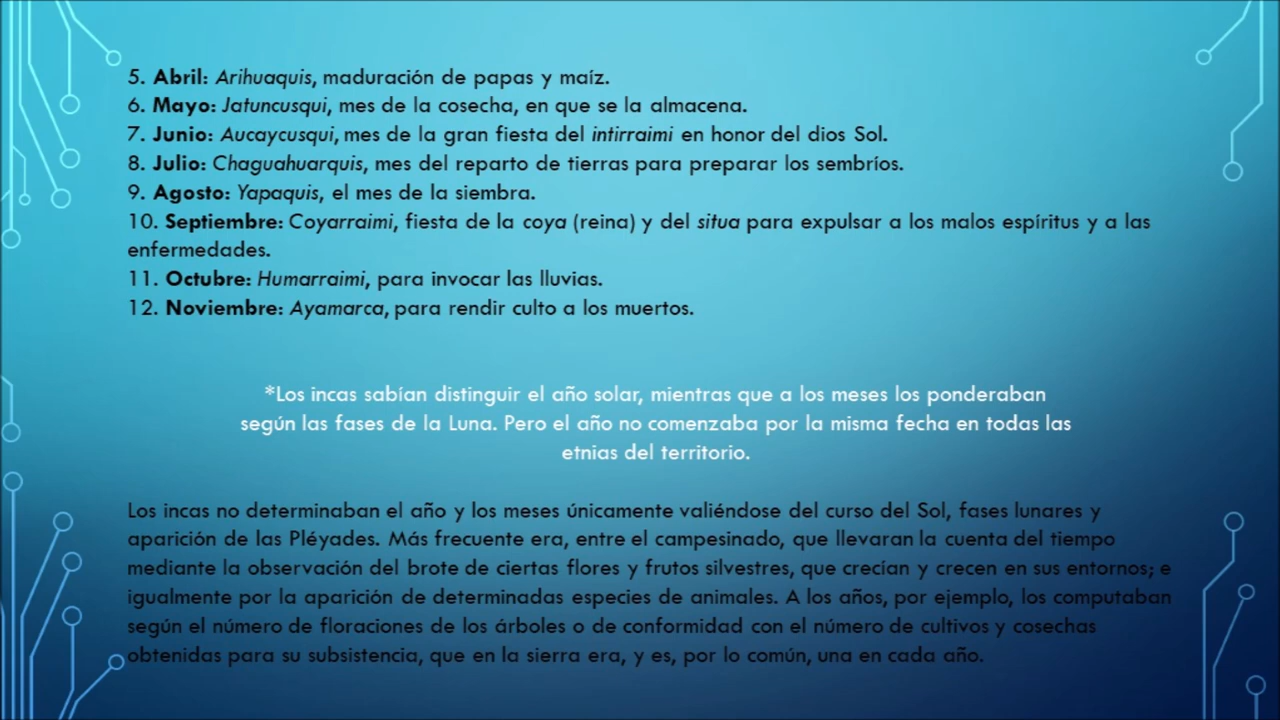 5. Abril: Arihuaquis, maduración de papas y maíz.
6. Mayo: Jatuncusqui, mes de la cosecha, en que se la almacena.
7. Junio: Aucaycusqui, mes de la gran fiesta del intirraimi en honor del dios Sol.
8. Julio: Chaguahuarquis, mes del reparto de tierras para preparar los sembríos.
9. Agosto: Yapaquis, el mes de la siembra.
10. Septiembre: Coyarraimi, fiesta de la coya (reina) y del situa para expulsar a los malos espíritus y a las
enfermedades.
11. Octubre: Humarraimi, para invocar las lluvias.
12. Noviembre: Ayamarca, para rendir culto a los muertos.
*Los incas sabían distinguir el año solar, mientras que a los meses los ponderaban
según las fases de la Luna. Pero el año no comenzaba por la misma fecha en todas las
etnias del territorio.
Los incas no determinaban el año y los meses únicamente valiéndose del curso del Sol, fases lunares y
aparición de las Pléyades. Más frecuente era, entre el campesinado, que llevaran la cuenta del tiempo
mediante la observación del brote de ciertas flores y frutos silvestres, que crecían y crecen en sus entornos; e
igualmente por la aparición de determinadas especies de animales. A los años, por ejemplo, los computaban
según el número de floraciones de los árboles o de conformidad con el número de cultivos y cosechas
obtenidas para su subsistencia, que en la sierra era, y es, por lo común, una en cada año.